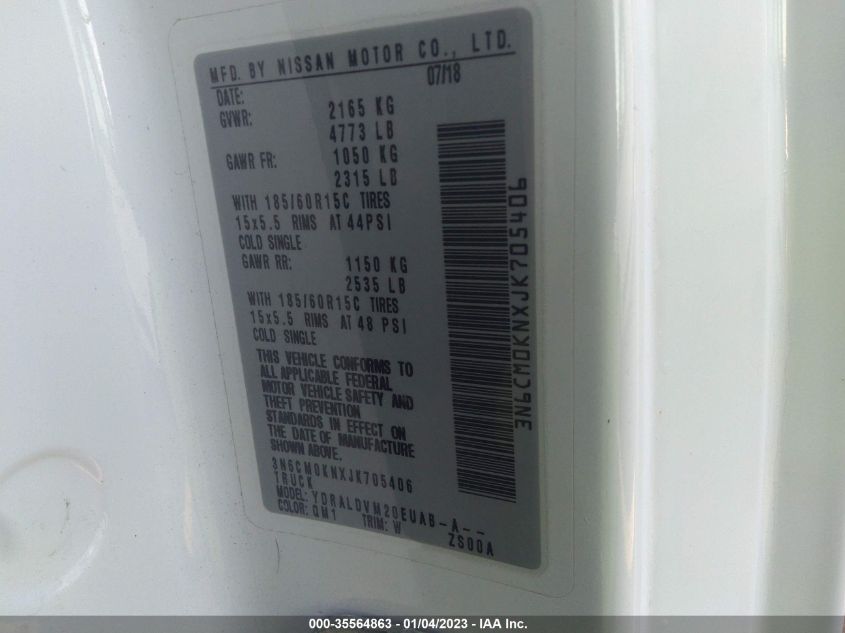 MFD. BY NISSAN MOTOR CO., LTD.
DATE: 07/18
GVWR: 2165 KG
4773 LB
GAWR FR: 1050 KG
2315 LB
WITH 185/60R15C TIRES
15x5.5 RIMS AT 44PSI
COLD SINGLE
GAWR RR: 1150 KG
2535 LB
WITH 185/60R15C TIRES
15x5.5 RIMS AT 48 PSI
COLD SINGLE
THIS VEHICLE CONFORMS TO
ALL APPLICABLE FEDERAL
MOTOR VEHICLE SAFETY AND
THEFT PREVENTION
STANDARDS IN EFFECT ON
THE DATE OF MANUFACTURE
SHOWN ABOVE.
3N6CM0KNXJK705406
TRUCK
MODEL: YDRALDVM20EUAB-A--
COLOR: QM1 TRIM: W ZS00A
3N6CM0KNXJK705406
000-35564863 - 01/04/2023 - IAA Inc.